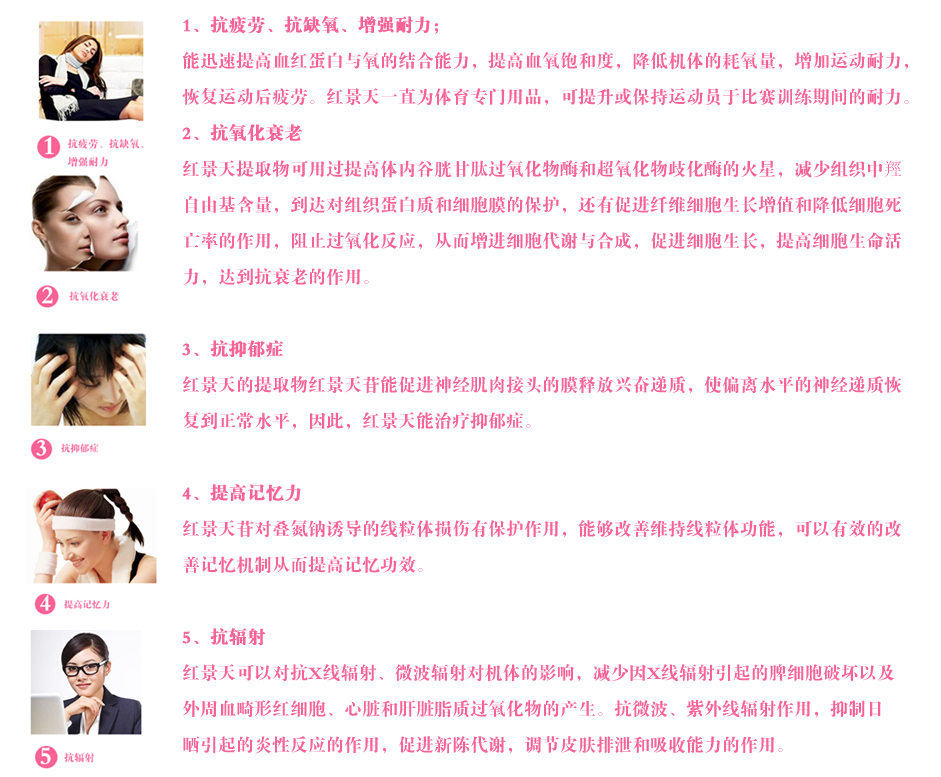 1、抗疲劳、抗缺氧、增强耐力；
能迅速提高血红蛋白与氧的结合能力，提高血氧饱和度，降低机体的耗氧量，增加运动耐力，
恢复运动后疲劳。红景天一直为体育专门用品，可提升或保持运动员于比赛训练期间的耐力。
1 抗疲劳、抗缺氧、
增强耐力
2、抗氧化衰老
红景天提取物可用过提高体内谷胱甘肽过氧化物酶和超氧化物歧化酶的火星，减少组织中羥
自由基含量，到达对组织蛋白质和细胞膜的保护，还有促进纤维细胞生长增值和降低细胞死
亡率的作用，阻止过氧化反应，从而增进细胞代谢与合成，促进细胞生长，提高细胞生命活
力，达到抗衰老的作用。
2 抗氧化衰老
3、抗抑郁症
红景天的提取物红景天苷能促进神经肌肉接头的膜释放兴奋递质，使偏离水平的神经递质恢
复到正常水平，因此，红景天能治疗抑郁症。
3 抗抑郁症
4、提高记忆力
红景天苷对叠氮钠诱导的线粒体损伤有保护作用，能够改善维持线粒体功能，可以有效的改
善记忆机制从而提高记忆功效。
4 提高记忆力
5、抗辐射
红景天可以对抗X线辐射、微波辐射对机体的影响，减少因X线辐射引起的脾细胞破坏以及
外周血畸形红细胞、心脏和肝脏脂质过氧化物的产生。抗微波、紫外线辐射作用，抑制日
晒引起的炎性反应的作用，促进新陈代谢，调节皮肤排泄和吸收能力的作用。
5 抗辐射